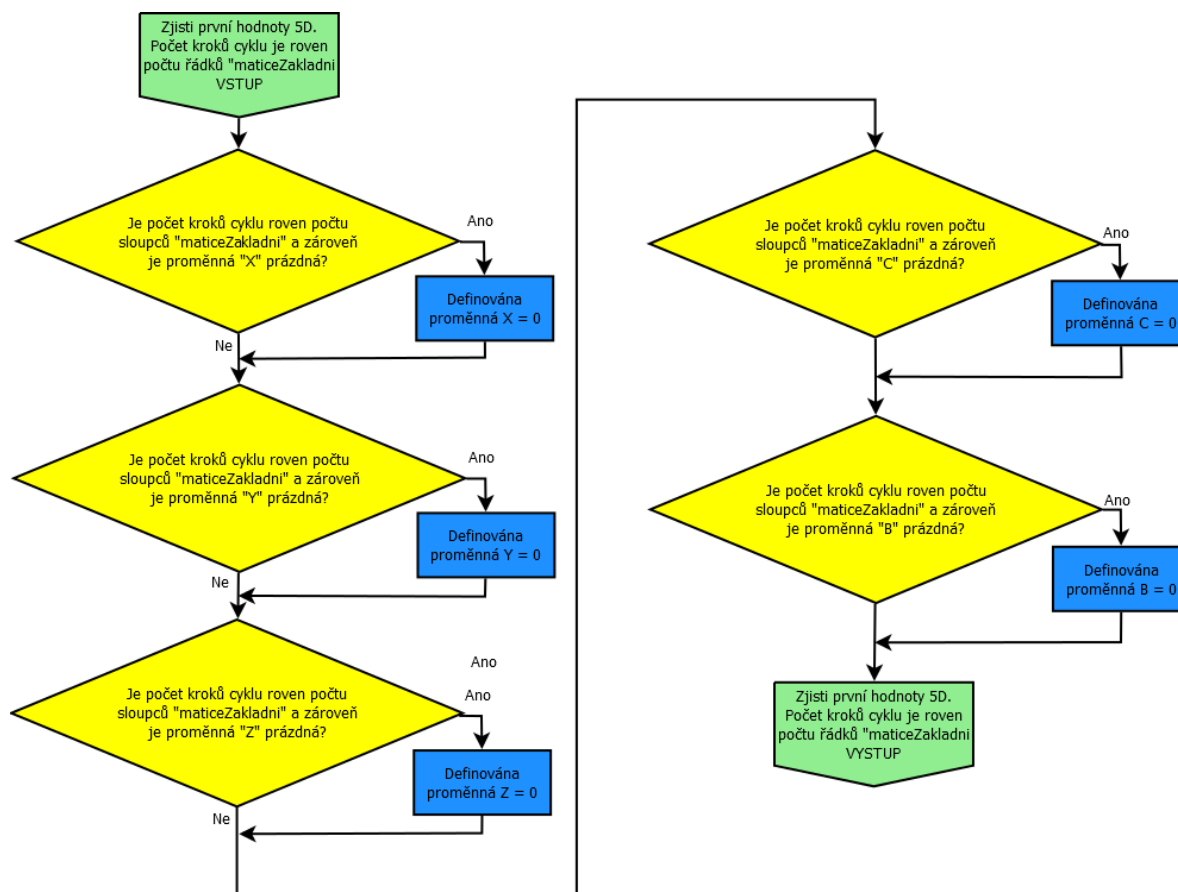 Zjisti první hodnoty 5D.
Počet kroků cyklu je roven
počtu řádků "maticeZakladni
VSTUP
Je počet kroků cyklu roven počtu
sloupců "maticeZakladni" a zároveň
je proměnná "X" prázdná?
Ano
Definována
proměnná X = 0
Ne
Je počet kroků cyklu roven počtu
sloupců "maticeZakladni" a zároveň
je proměnná "Y" prázdná?
Ano
Definována
proměnná Y = 0
Ne
Je počet kroků cyklu roven počtu
sloupců "maticeZakladni" a zároveň
je proměnná "Z" prázdná?
Ano
Ano
Definována
proměnná Z = 0
Ne
Je počet kroků cyklu roven počtu
sloupců "maticeZakladni" a zároveň
je proměnná "C" prázdná?
Ano
Definována
proměnná C = 0
Je počet kroků cyklu roven počtu
sloupců "maticeZakladni" a zároveň
je proměnná "B" prázdná?
Ano
Definována
proměnná B = 0
Zjisti první hodnoty 5D.
Počet kroků cyklu je roven
počtu řádků "maticeZakladni
VYSTUP